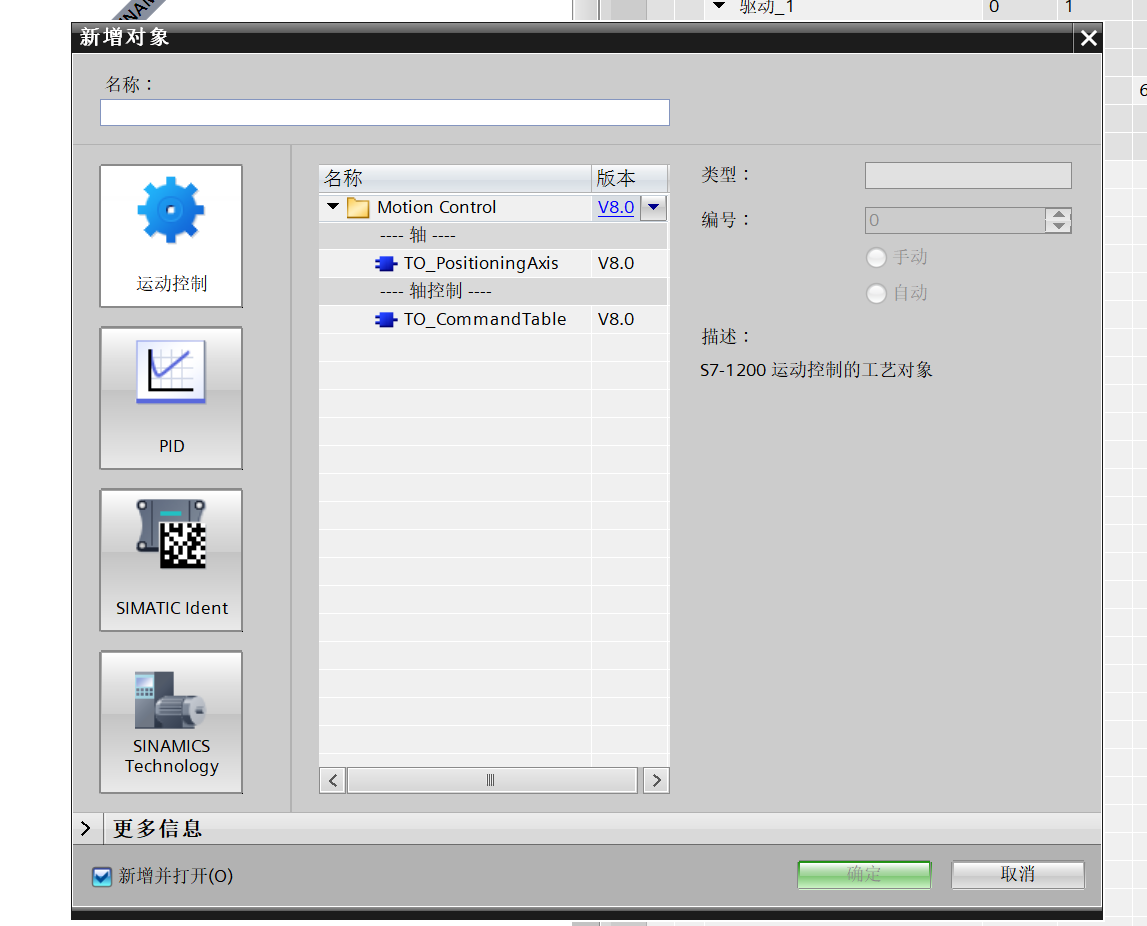 驱动_1 0 1
新增对象
名称：
6
运动控制
PID
SIMATIC Ident
SINAMICS
Technology
名称 版本
Motion Control V8.0
---- 轴 ----
TO_PositioningAxis V8.0
---- 轴控制 ----
TO_CommandTable V8.0
类型：
编号： 0
手动
自动
描述：
S7-1200 运动控制的工艺对象
更多信息
新增并打开(O)
确定 取消